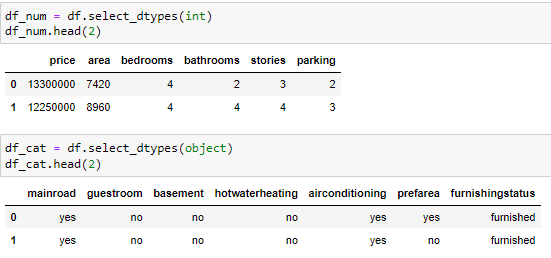 df_num = df.select_dtypes(int)
df_num.head(2)
price area bedrooms bathrooms stories parking
0 13300000 7420 4 2 3 2
1 12250000 8960 4 4 4 3
df_cat = df.select_dtypes(object)
df_cat.head(2)
mainroad guestroom basement hotwaterheating airconditioning prefarea furnishingstatus
0 yes no no no yes yes furnished
1 yes no no no yes no furnished